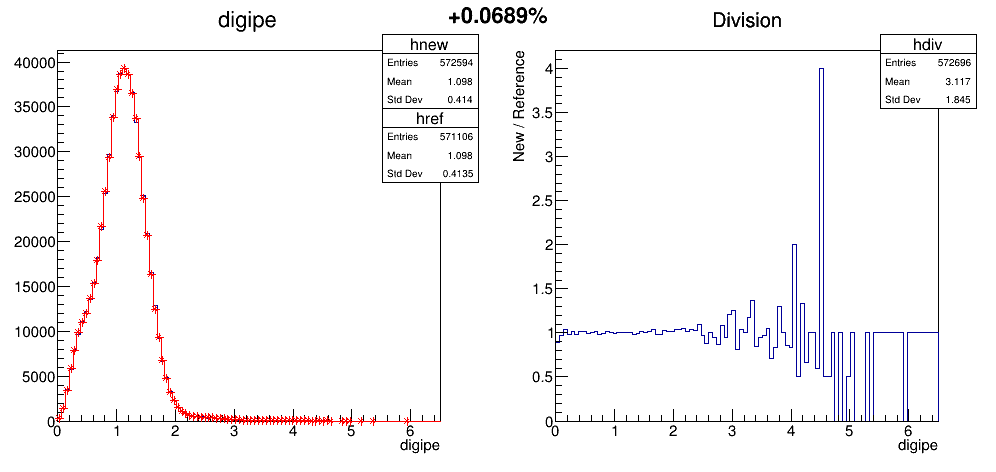 +0.0689%
digipe
hnew
Entries 572594
Mean 1.098
Std Dev 0.414
href
Entries 571106
Mean 1.098
Std Dev 0.4135
40000
35000
30000
25000
20000
15000
10000
5000
0
0 1 2 3 4 5 6
digipe
Division
hdiv
Entries 572696
Mean 3.117
Std Dev 1.845
New / Reference
4
3.5
3
2.5
2
1.5
1
0.5
0
0 1 2 3 4 5 6
digipe